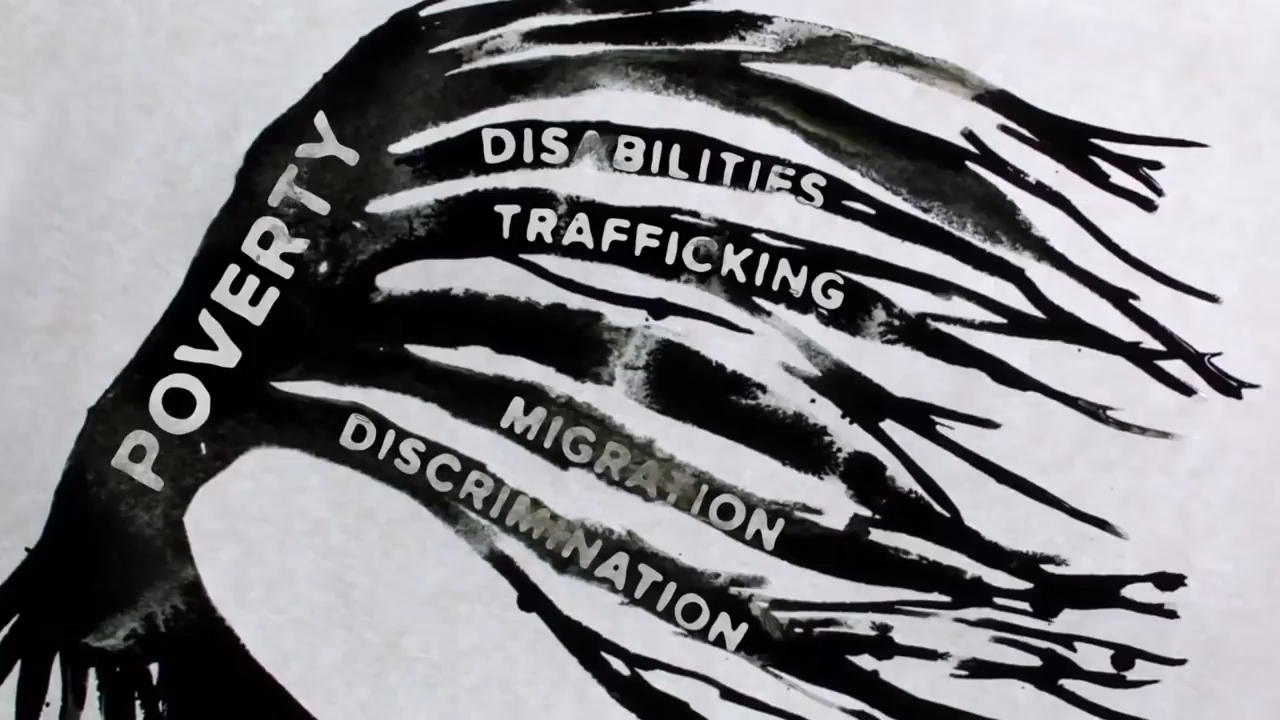 POVERTY
DISABILITIES
TRAFFICKING
MIGRATION
DISCRIMINATION